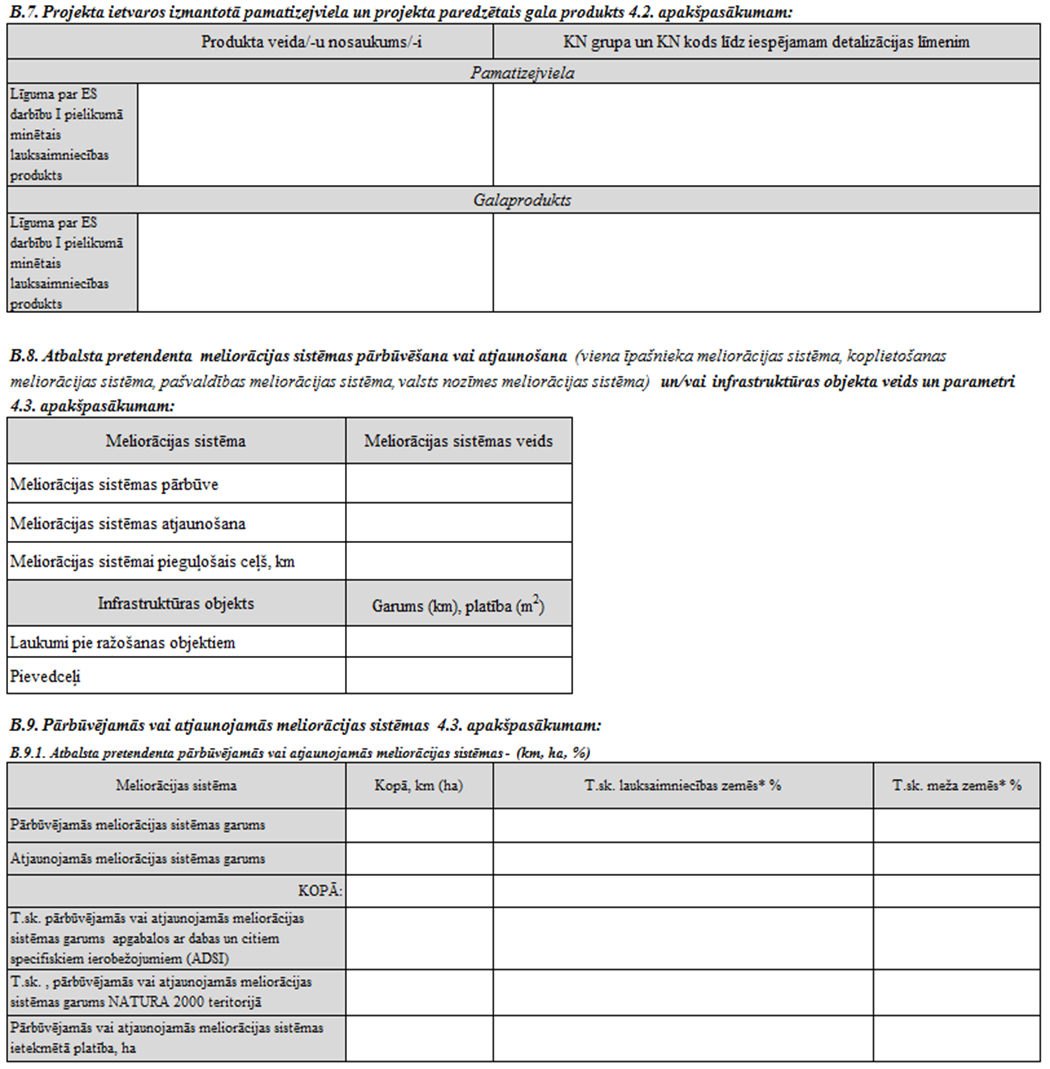 B.7. Projekta ietvaros izmantotā pamatizejviela un projekta paredzētais gala produkts 4.2. apakšpasākumam:
Produkta veida/-u nosaukums/-i
KN grupa un KN kods līdz iespējamam detalizācijas līmenim
Pamatizejviela
Līguma par ES
darbību I pielikumā
minētais
lauksaimniecības
produkts
Galaprodukts
Līguma par ES
darbību I pielikumā
minētais
lauksaimniecības
produkts
B.8. Atbalsta pretendenta meliorācijas sistēmas pārbūvēšana vai atjaunošana (viena īpašnieka meliorācijas sistēma, koplietošanas
meliorācijas sistēma, pašvaldības meliorācijas sistēma, valsts nozīmes meliorācijas sistēma) un/vai infrastruktūras objekta veids un parametri
4.3. apakšpasākumam:
Meliorācijas sistēma
Meliorācijas sistēmas veids
Meliorācijas sistēmas pārbūve
Meliorācijas sistēmas atjaunošana
Meliorācijas sistēmai pieguļošais ceļš, km
Infrastruktūras objekts
Garums (km), platība (m²)
Laukumi pie ražošanas objektiem
Pievedceļi
B.9. Pārbūvējamās vai atjaunojamās meliorācijas sistēmas 4.3. apakšpasākumam:
B.9.1. Atbalsta pretendenta pārbūvējamās vai atjaunojamās meliorācijas sistēmas - (km, ha, %)
Meliorācijas sistēma
Kopā, km (ha)
T.sk. lauksaimniecības zemēs* %
T.sk. meža zemēs* %
Pārbūvējamās meliorācijas sistēmas garums
Atjaunojamās meliorācijas sistēmas garums
KOPĀ:
T.sk. pārbūvējamās vai atjaunojamās meliorācijas
sistēmas garums apgabalos ar dabas un citiem
specifiskiem ierobežojumiem (ADSI)
T.sk. , pārbūvējamās vai atjaunojamās meliorācijas
sistēmas garums NATURA 2000 teritorijā
Pārbūvējamās vai atjaunojamās meliorācijas sistēmas
ietekmētā platība, ha